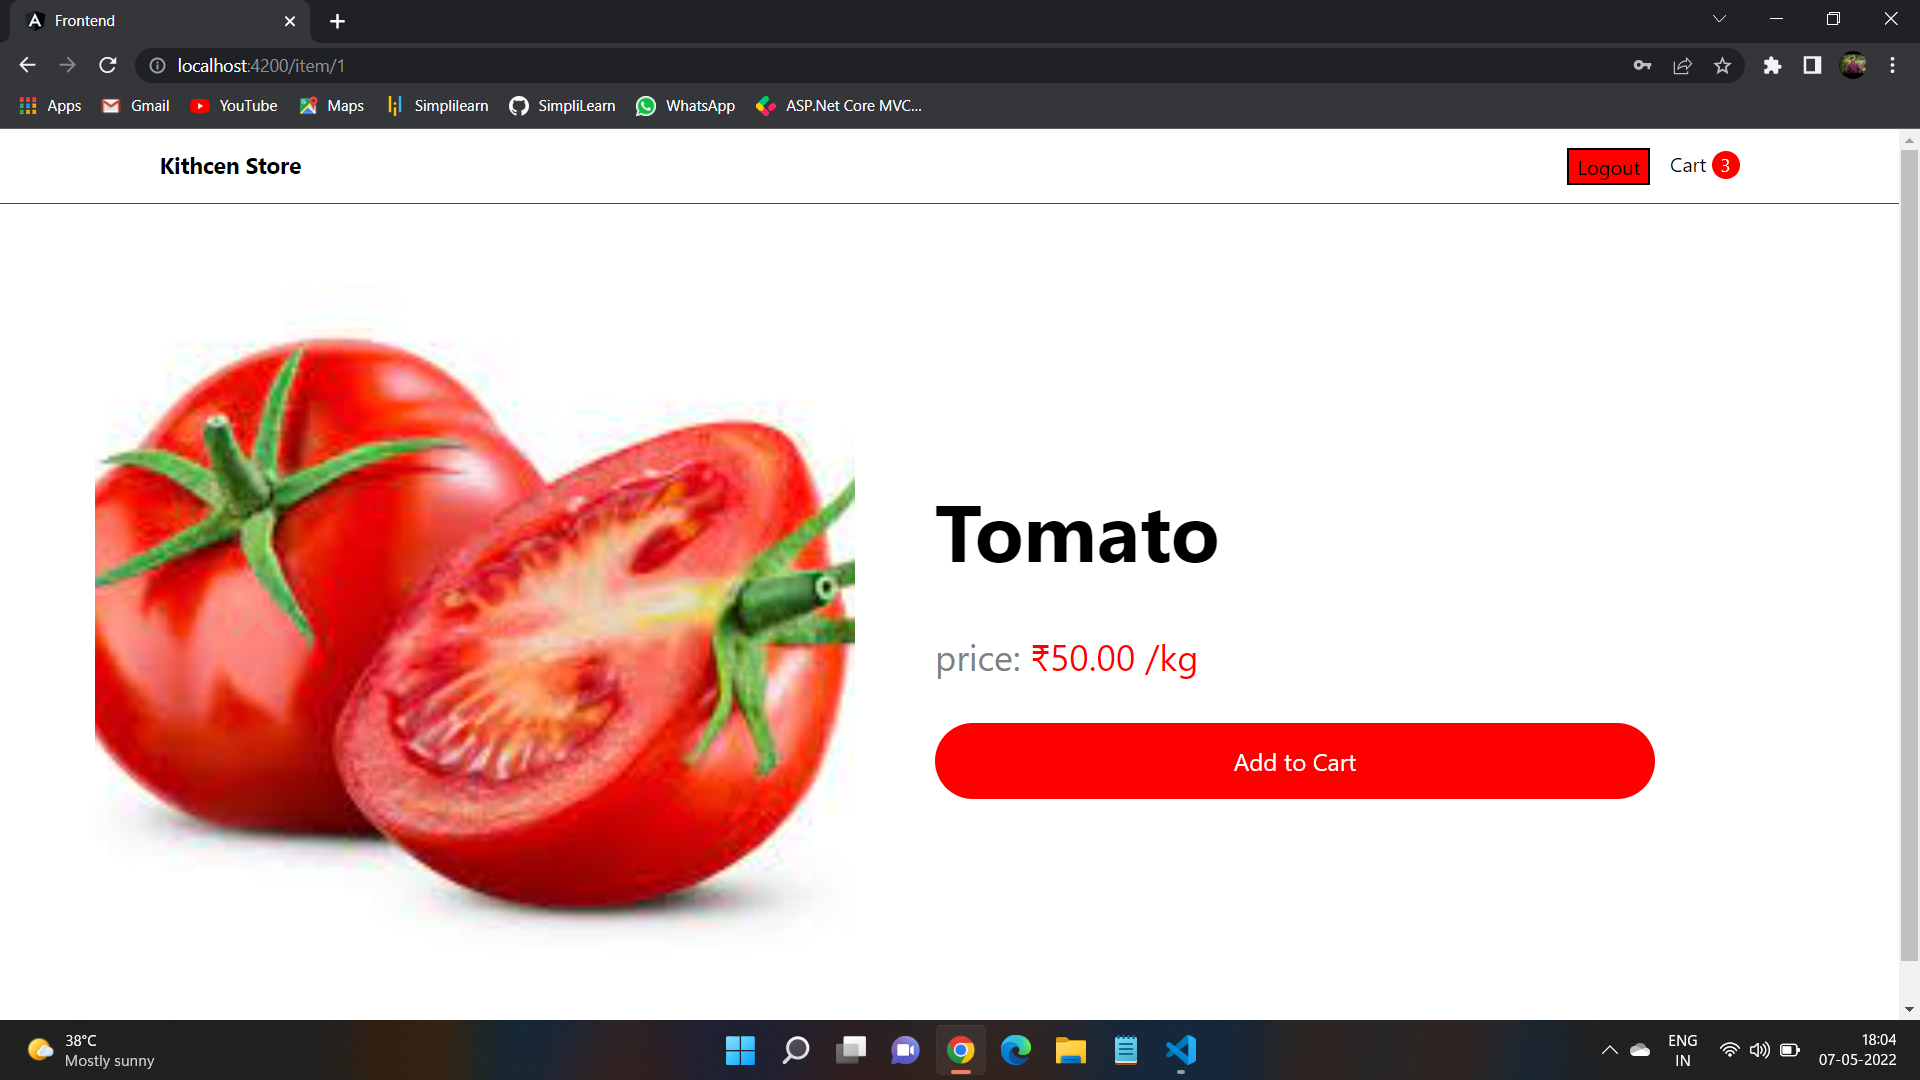 Frontend
localhost:4200/item/1
Apps Gmail YouTube Maps Simplilearn SimpliLearn WhatsApp ASP.Net Core MVC...
Kithcen Store Logout Cart 3
Tomato
price: ₹50.00 /kg
Add to Cart
38°C
Mostly sunny
ENG
IN
18:04
07-05-2022